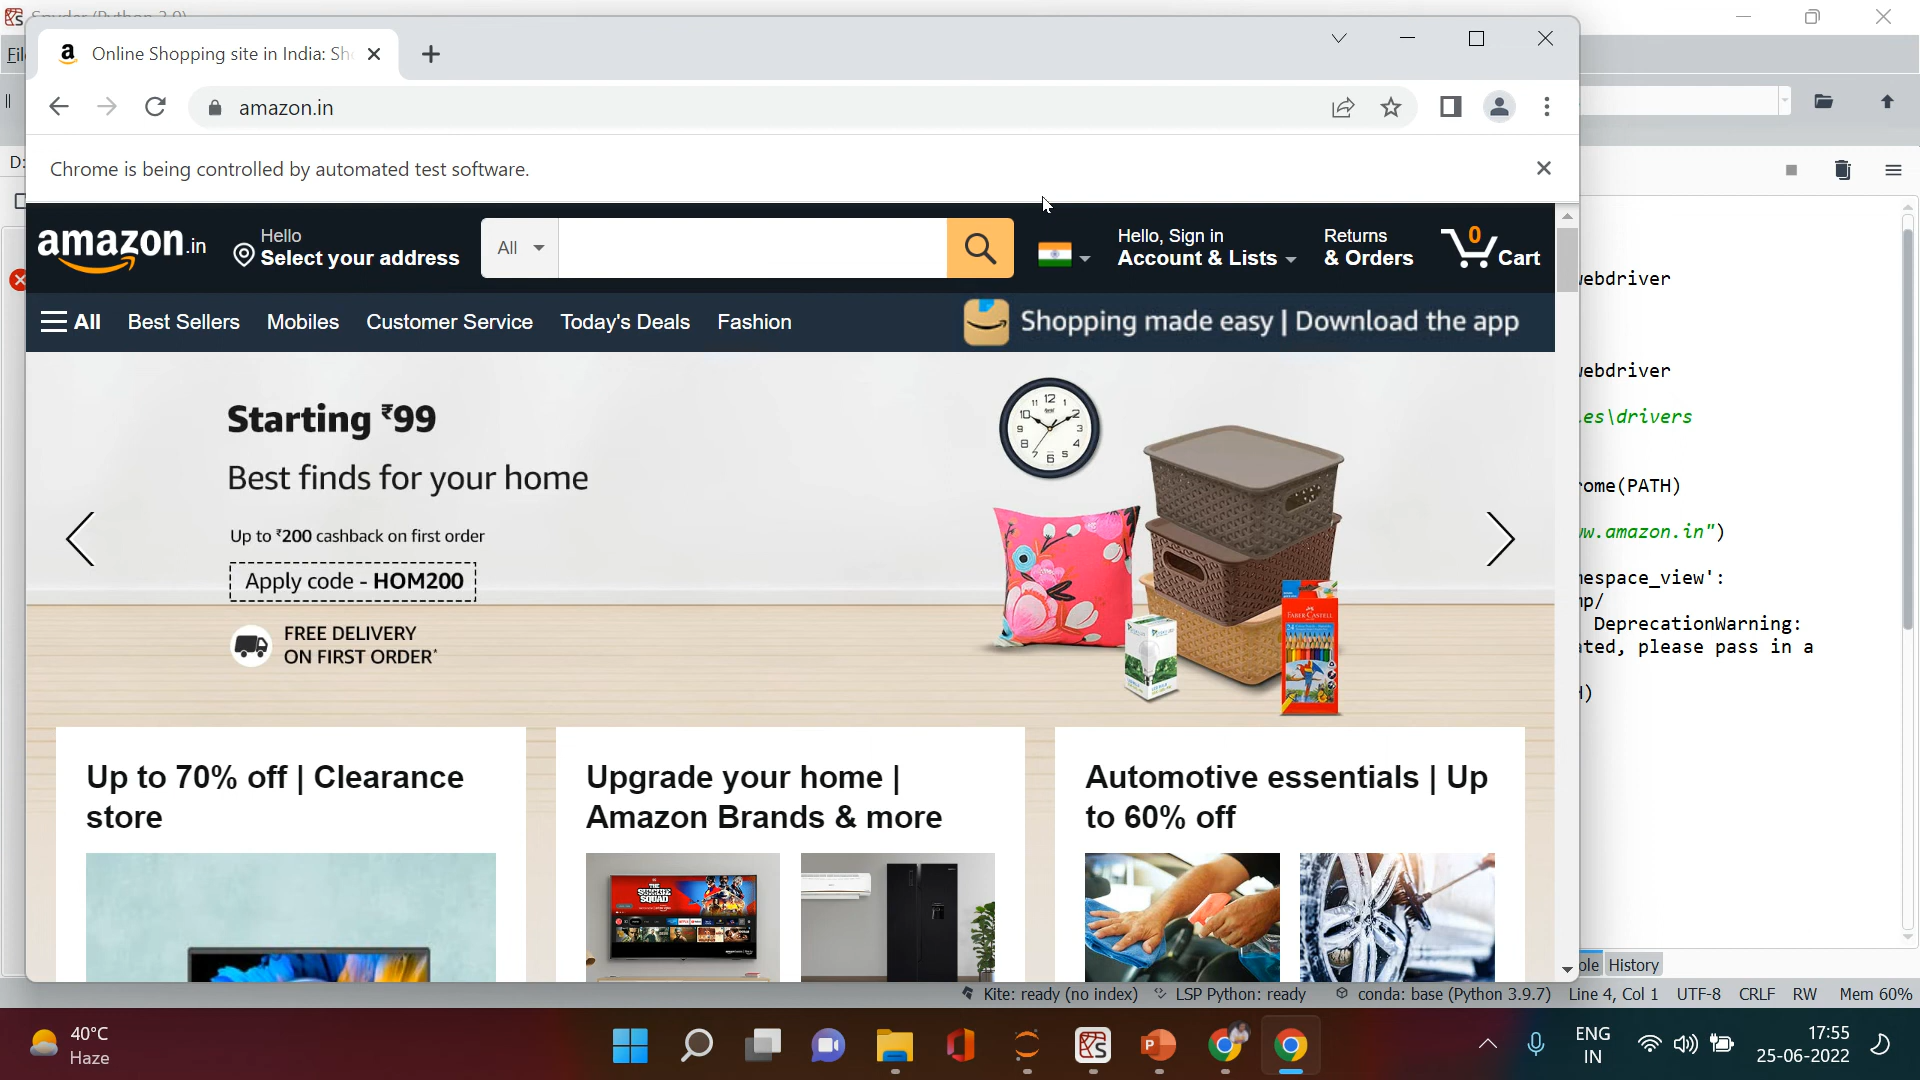 Online Shopping site in India: Sh
amazon.in
Chrome is being controlled by automated test software.
amazon.in
Hello
Select your address
All
Hello, Sign in
Account & Lists
Returns
& Orders
0
Cart
All Best Sellers Mobiles Customer Service Today's Deals Fashion
Shopping made easy | Download the app
Starting ₹99
Best finds for your home
Up to ₹200 cashback on first order
Apply code - HOM200
FREE DELIVERY
ON FIRST ORDER*
FABER-CASTELL
Up to 70% off | Clearance
store
Upgrade your home |
Amazon Brands & more
Automotive essentials | Up
to 60% off
THE
SUICIDE
SQUAD
D:
ebdriver
ebdriver
es\drivers
ome(PATH)
w.amazon.in")
espace_view':
mp/
DeprecationWarning:
ated, please pass in a
)
ole History
Kite: ready (no index) LSP Python: ready conda: base (Python 3.9.7) Line 4, Col 1 UTF-8 CRLF RW Mem 60%
40°C
Haze
ENG
IN
17:55
25-06-2022